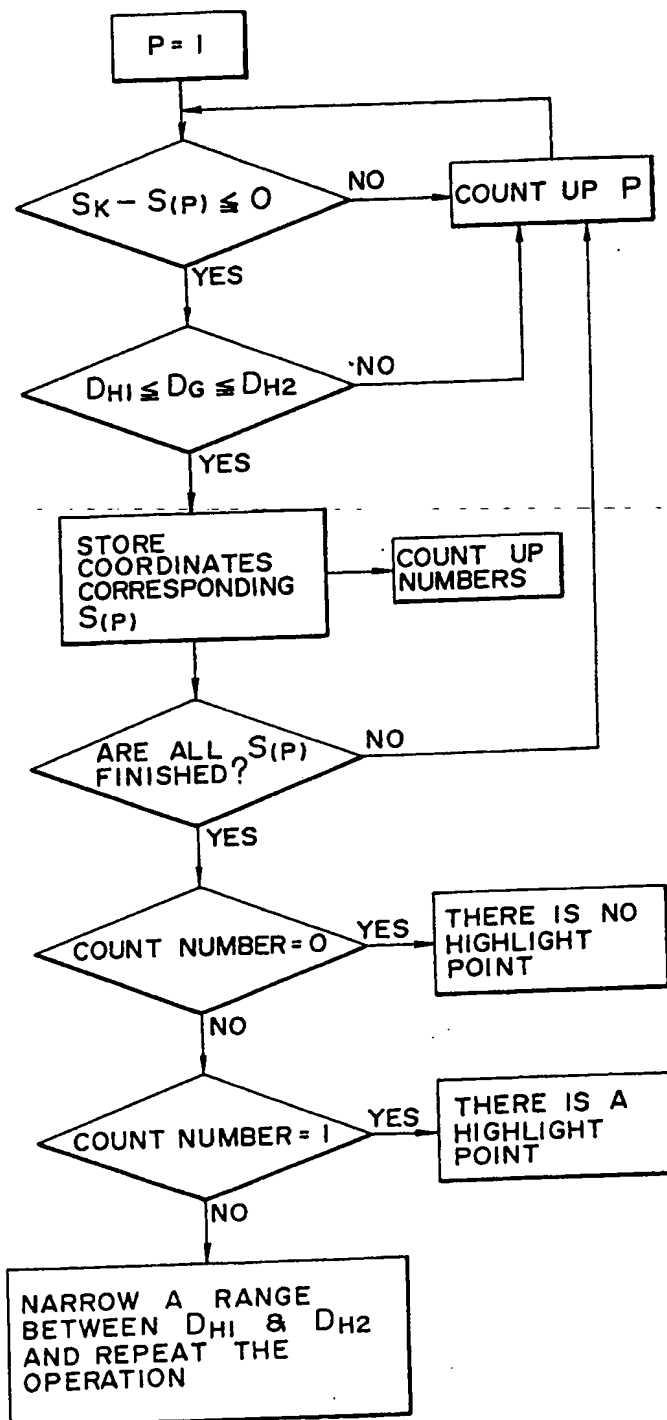 P = 1
SK - S(P) ≦ 0
NO
COUNT UP P
YES
DH1 ≦ DG ≦ DH2
NO
YES
STORE
COORDINATES
CORRESPONDING
S(P)
COUNT UP
NUMBERS
ARE ALL S(P)
FINISHED?
NO
YES
COUNT NUMBER = 0
YES
THERE IS NO
HIGHLIGHT
POINT
NO
COUNT NUMBER = 1
YES
THERE IS A
HIGHLIGHT
POINT
NO
NARROW A RANGE
BETWEEN DH1 & DH2
AND REPEAT THE
OPERATION